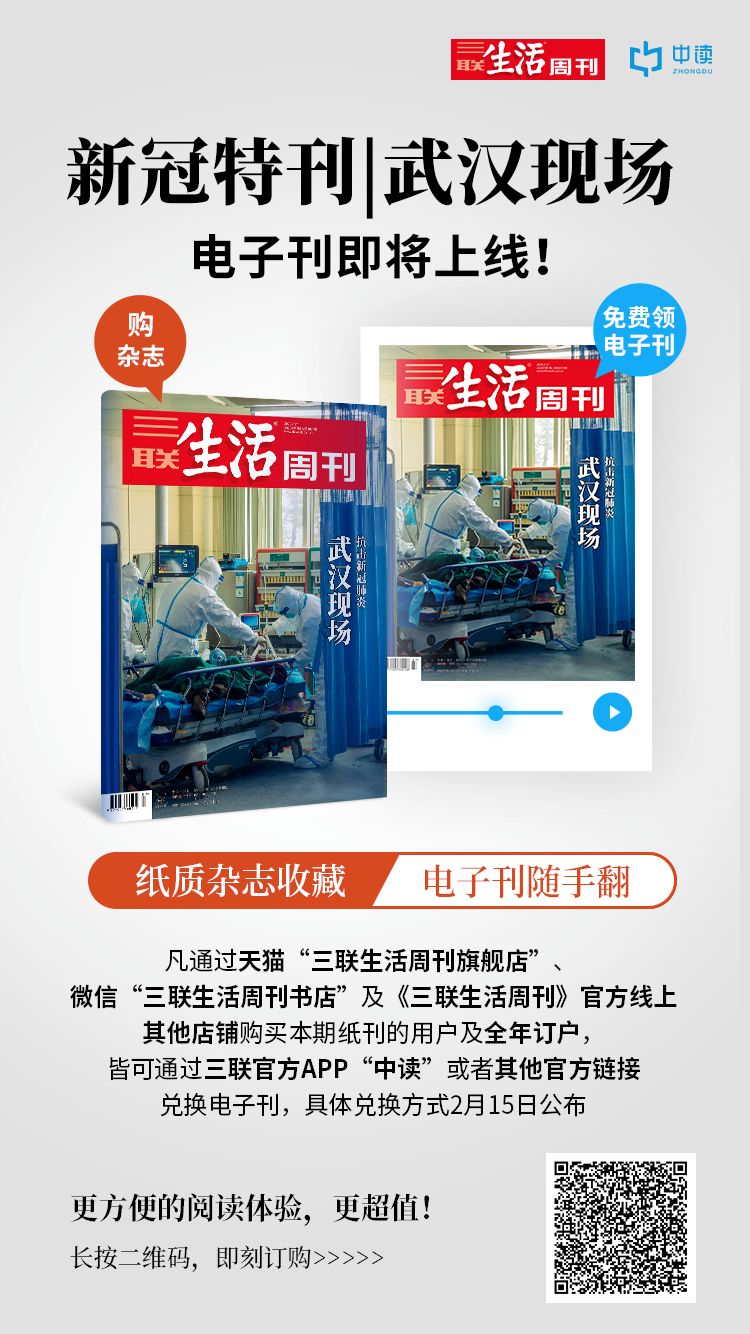 三联生活周刊
中读
ZHONGDU
新冠特刊|武汉现场
电子刊即将上线！
购
杂志
免费领
电子刊
三联生活周刊
抗击新冠肺炎
武汉现场
三联生活周刊
抗击新冠肺炎
武汉现场
纸质杂志收藏
电子刊随手翻
凡通过天猫“三联生活周刊旗舰店”、
微信“三联生活周刊书店”及《三联生活周刊》官方线上
其他店铺购买本期纸刊的用户及全年订户，
皆可通过三联官方APP“中读”或者其他官方链接
兑换电子刊，具体兑换方式2月15日公布
更方便的阅读体验，更超值！
长按二维码，即刻订购>>>>>